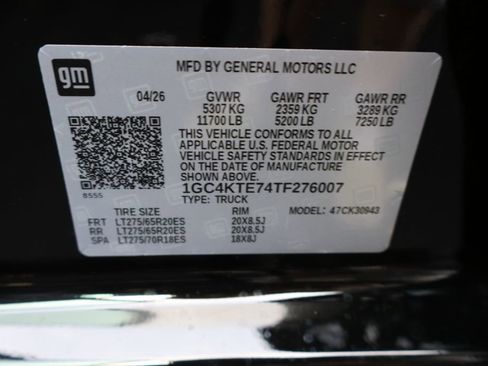 gm
MFD BY GENERAL MOTORS LLC
04/26 GVWR GAWR FRT GAWR RR
5307 KG 2359 KG 3289 KG
11700 LB 5200 LB 7250 LB
THIS VEHICLE CONFORMS TO ALL
APPLICABLE U.S. FEDERAL MOTOR
VEHICLE SAFETY STANDARDS IN EFFECT
ON THE DATE OF MANUFACTURE
SHOWN ABOVE.
1GC4KTE74TF276007
8555
TYPE: TRUCK
TIRE SIZE RIM MODEL: 47CK30943
FRT LT275/65R20ES 20X8.5J
RR LT275/65R20ES 20X8.5J
SPA LT275/70R18ES 18X8J